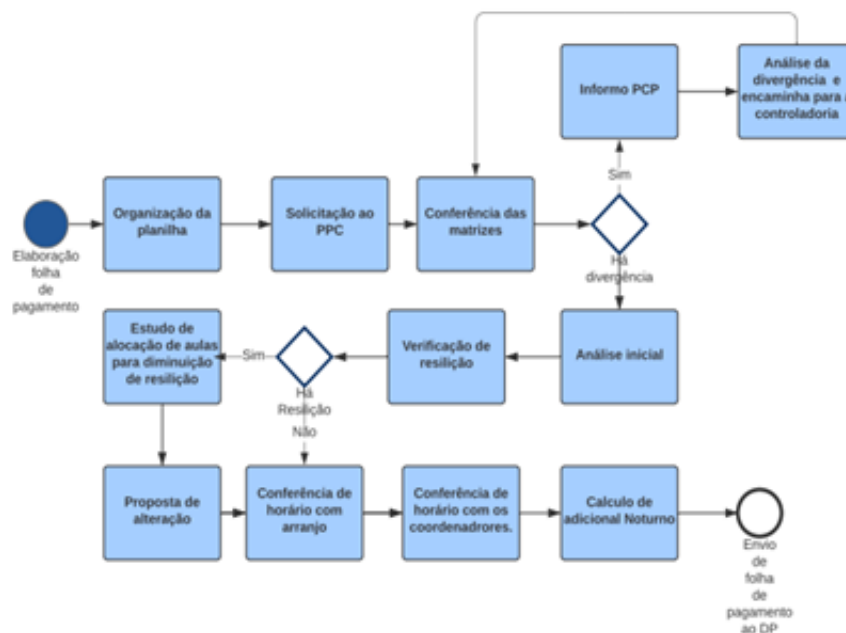 Análise da
divergência e
encaminha para a
controladoria
Informo PCP
Sim
Organização da
planilha
Solicitação ao
PPC
Conferência das
matrizes
Elaboração
folha
de
pagamento
Há
divergência
Estudo de
alocação de aulas
para diminuição
de resilição
Sim
Verificação de
resilição
Análise inicial
Há
Resilição
Não
Proposta de
alteração
Conferência de
horário com
arranjo
Conferência de
horário com os
coordenadrores.
Calculo de
adicional Noturno
Envio
de
folha
de
pagamento
ao DP